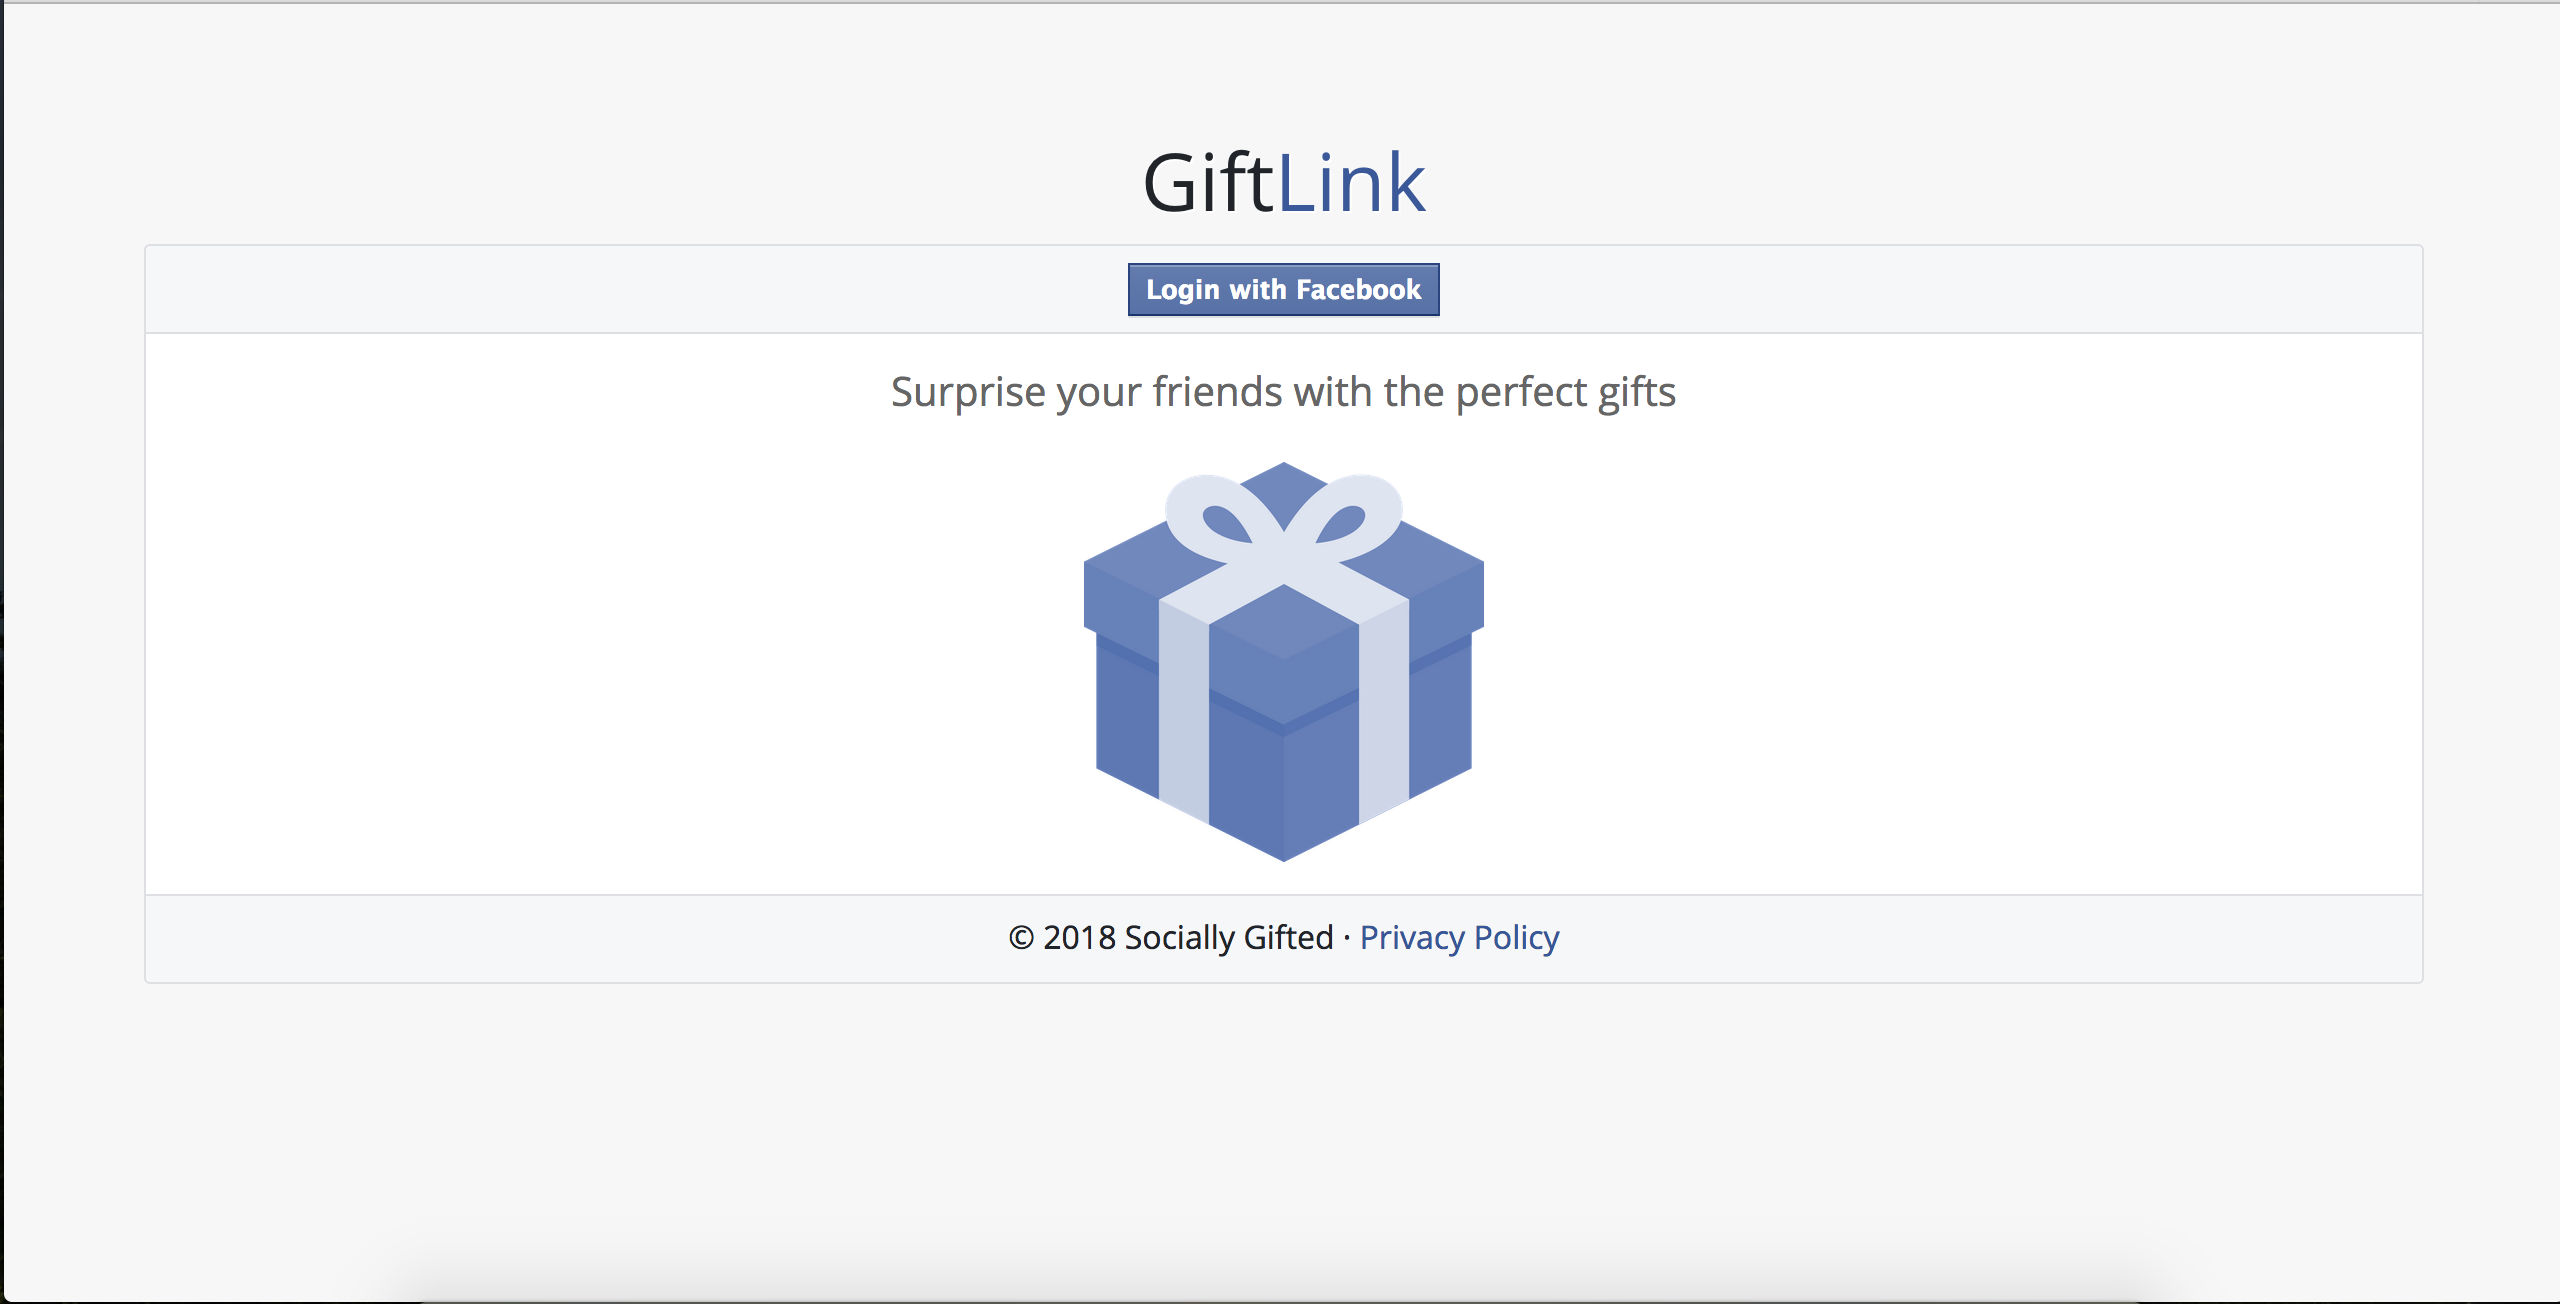 GiftLink
Login with Facebook
Surprise your friends with the perfect gifts
© 2018 Socially Gifted · Privacy Policy